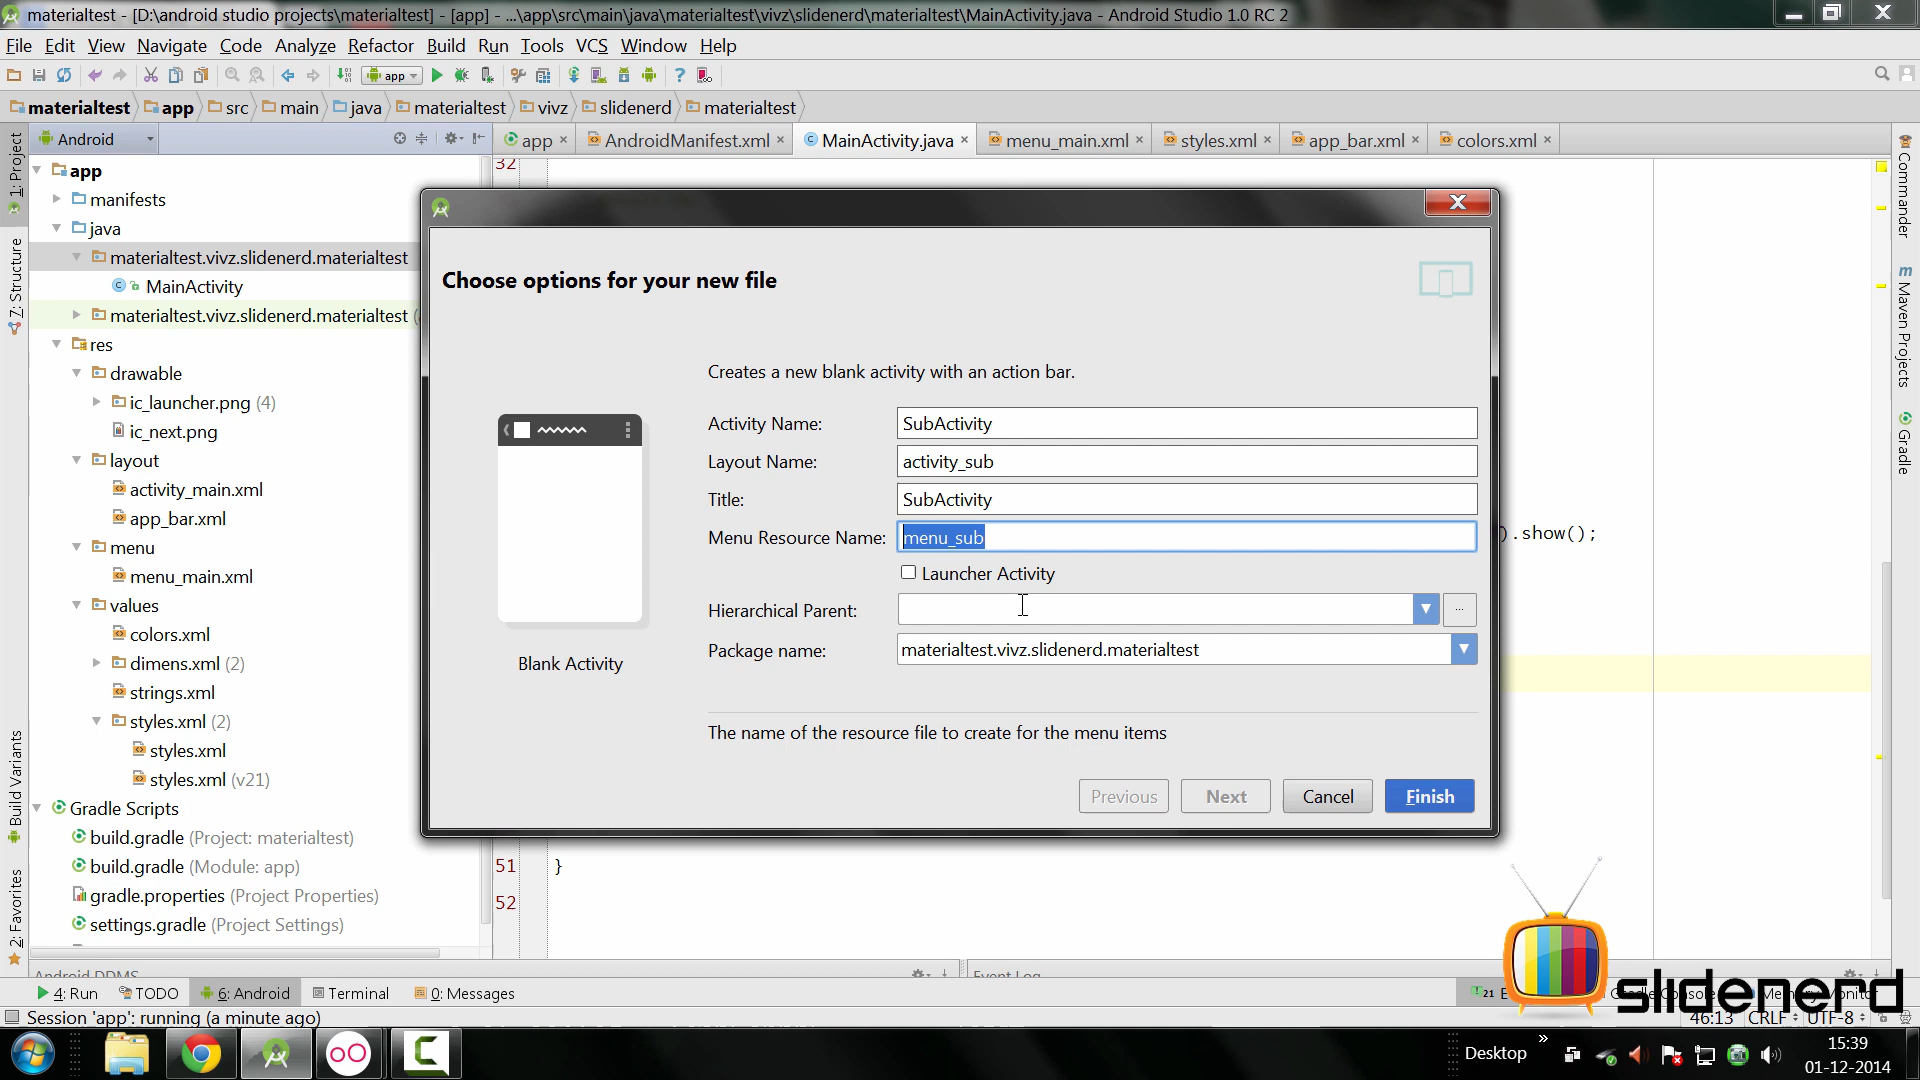 materialtest - [D:\android studio projects\materialtest] - [app] - ...\app\src\main\java\materialtest\vivz\slidenerd\materialtest\MainActivity.java - Android Studio 1.0 RC 2
File Edit View Navigate Code Analyze Refactor Build Run Tools VCS Window Help
app
materialtest app src main java materialtest vivz slidenerd materialtest
Android
app AndroidManifest.xml MainActivity.java menu_main.xml styles.xml app_bar.xml colors.xml
1: Project
7: Structure
Build Variants
2: Favorites
Commander
Maven Projects
Gradle
app
manifests
java
materialtest.vivz.slidenerd.materialtest
MainActivity
materialtest.vivz.slidenerd.materialtest (
res
drawable
ic_launcher.png (4)
ic_next.png
layout
activity_main.xml
app_bar.xml
menu
menu_main.xml
values
colors.xml
dimens.xml (2)
strings.xml
styles.xml (2)
styles.xml
styles.xml (v21)
Gradle Scripts
build.gradle (Project: materialtest)
build.gradle (Module: app)
gradle.properties (Project Properties)
settings.gradle (Project Settings)
32
).show();
51 }
52
Choose options for your new file
Creates a new blank activity with an action bar.
Activity Name: SubActivity
Layout Name: activity_sub
Title: SubActivity
Menu Resource Name: menu_sub
Launcher Activity
Hierarchical Parent: ...
Package name: materialtest.vivz.slidenerd.materialtest
Blank Activity
The name of the resource file to create for the menu items
Previous Next Cancel Finish
Android DDMS
Event Log
4: Run TODO 6: Android Terminal 0: Messages
21
slidenerd
Session 'app': running (a minute ago)
46:13 CRLF UTF-8
Desktop
15:39
01-12-2014